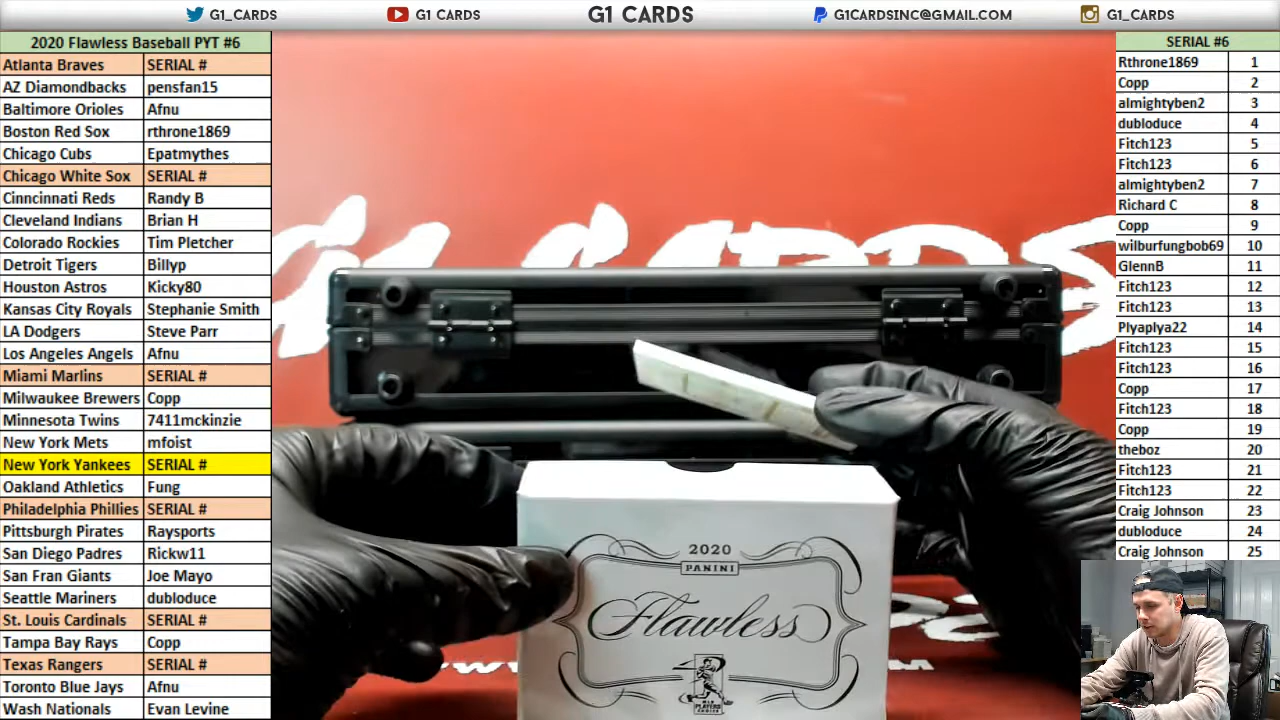 G1_CARDS
G1 CARDS
G1 CARDS
G1CARDSINC@GMAIL.COM
G1_CARDS
2020 Flawless Baseball PYT #6
Atlanta Braves SERIAL #
AZ Diamondbacks pensfan15
Baltimore Orioles Afnu
Boston Red Sox rthrone1869
Chicago Cubs Epatmythes
Chicago White Sox SERIAL #
Cinncinnati Reds Randy B
Cleveland Indians Brian H
Colorado Rockies Tim Pletcher
Detroit Tigers Billyp
Houston Astros Kicky80
Kansas City Royals Stephanie Smith
LA Dodgers Steve Parr
Los Angeles Angels Afnu
Miami Marlins SERIAL #
Milwaukee Brewers Copp
Minnesota Twins 7411mckinzie
New York Mets mfoist
New York Yankees SERIAL #
Oakland Athletics Fung
Philadelphia Phillies SERIAL #
Pittsburgh Pirates Raysports
San Diego Padres Rickw11
San Fran Giants Joe Mayo
Seattle Mariners dubloduce
St. Louis Cardinals SERIAL #
Tampa Bay Rays Copp
Texas Rangers SERIAL #
Toronto Blue Jays Afnu
Wash Nationals Evan Levine
2020
PANINI
Flawless
MLB
PLAYERS
CHOICE
SERIAL #6
Rthrone1869 1
Copp 2
almightyben2 3
dubloduce 4
Fitch123 5
Fitch123 6
almightyben2 7
Richard C 8
Copp 9
wilburfungbob69 10
GlennB 11
Fitch123 12
Fitch123 13
Plyaplya22 14
Fitch123 15
Fitch123 16
Copp 17
Fitch123 18
Copp 19
theboz 20
Fitch123 21
Fitch123 22
Craig Johnson 23
dubloduce 24
Craig Johnson 25